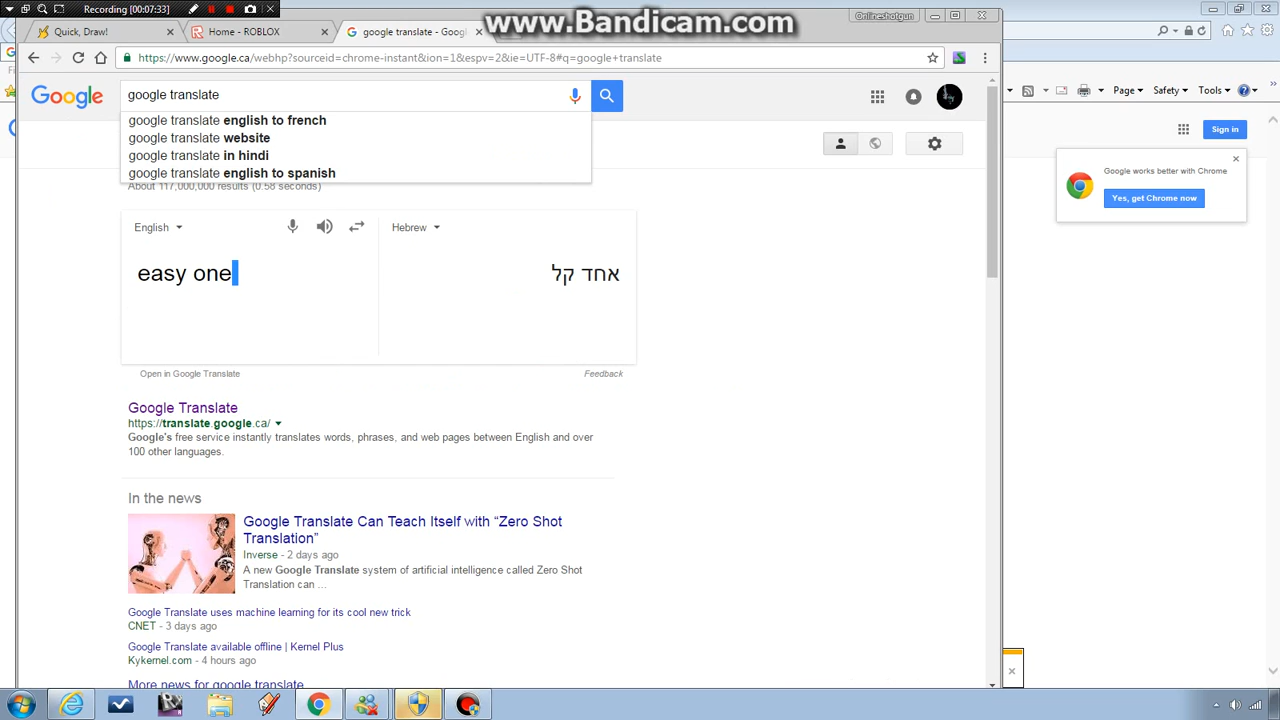 Recording [00:07:33]
www.Bandicam.com
Onlineshotgun
Quick, Draw!
Home - ROBLOX
google translate - Goog
https://www.google.ca/webhp?sourceid=chrome-instant&ion=1&espv=2&ie=UTF-8#q=google+translate
Google
google translate
google translate english to french
google translate website
google translate in hindi
google translate english to spanish
About 117,000,000 results (0.58 seconds)
Page
Safety
Tools
Sign in
Google works better with Chrome
Yes, get Chrome now
English
Hebrew
easy one
אחד קל
Open in Google Translate
Feedback
Google Translate
https://translate.google.ca/
Google's free service instantly translates words, phrases, and web pages between English and over
100 other languages.
In the news
Google Translate Can Teach Itself with “Zero Shot
Translation”
Inverse - 2 days ago
A new Google Translate system of artificial intelligence called Zero Shot
Translation can ...
Google Translate uses machine learning for its cool new trick
CNET - 3 days ago
Google Translate available offline | Kernel Plus
Kykernel.com - 4 hours ago
More news for google translate